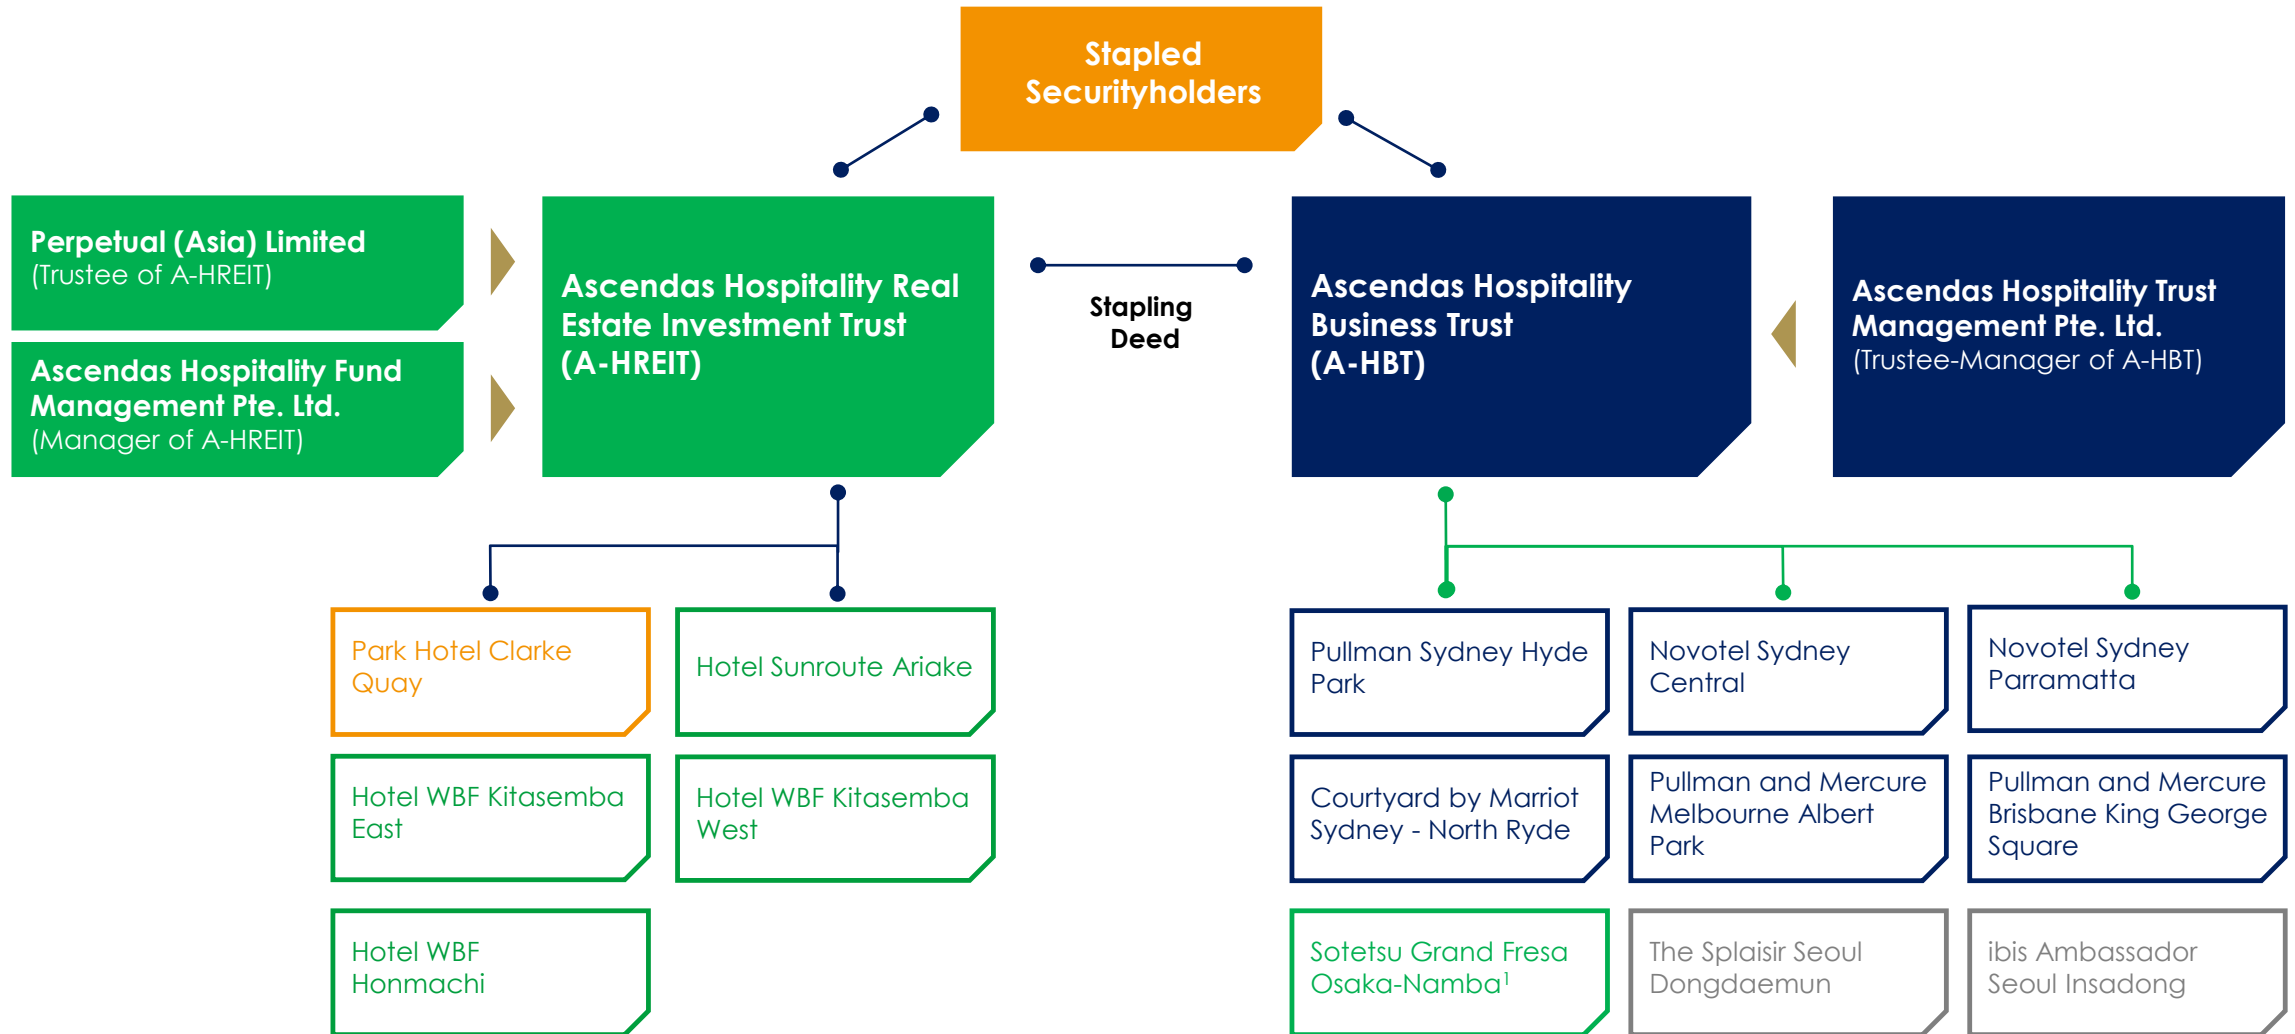 Stapled
Securityholders
Perpetual (Asia) Limited
(Trustee of A-HREIT)
Ascendas Hospitality Fund
Management Pte. Ltd.
(Manager of A-HREIT)
Ascendas Hospitality Real
Estate Investment Trust
(A-HREIT)
Stapling
Deed
Ascendas Hospitality
Business Trust
(A-HBT)
Ascendas Hospitality Trust
Management Pte. Ltd.
(Trustee-Manager of A-HBT)
Park Hotel Clarke
Quay
Hotel Sunroute Ariake
Hotel WBF Kitasemba
East
Hotel WBF Kitasemba
West
Hotel WBF
Honmachi
Pullman Sydney Hyde
Park
Novotel Sydney
Central
Novotel Sydney
Parramatta
Courtyard by Marriot
Sydney - North Ryde
Pullman and Mercure
Melbourne Albert
Park
Pullman and Mercure
Brisbane King George
Square
Sotetsu Grand Fresa
Osaka-Namba¹
The Splaisir Seoul
Dongdaemun
ibis Ambassador
Seoul Insadong